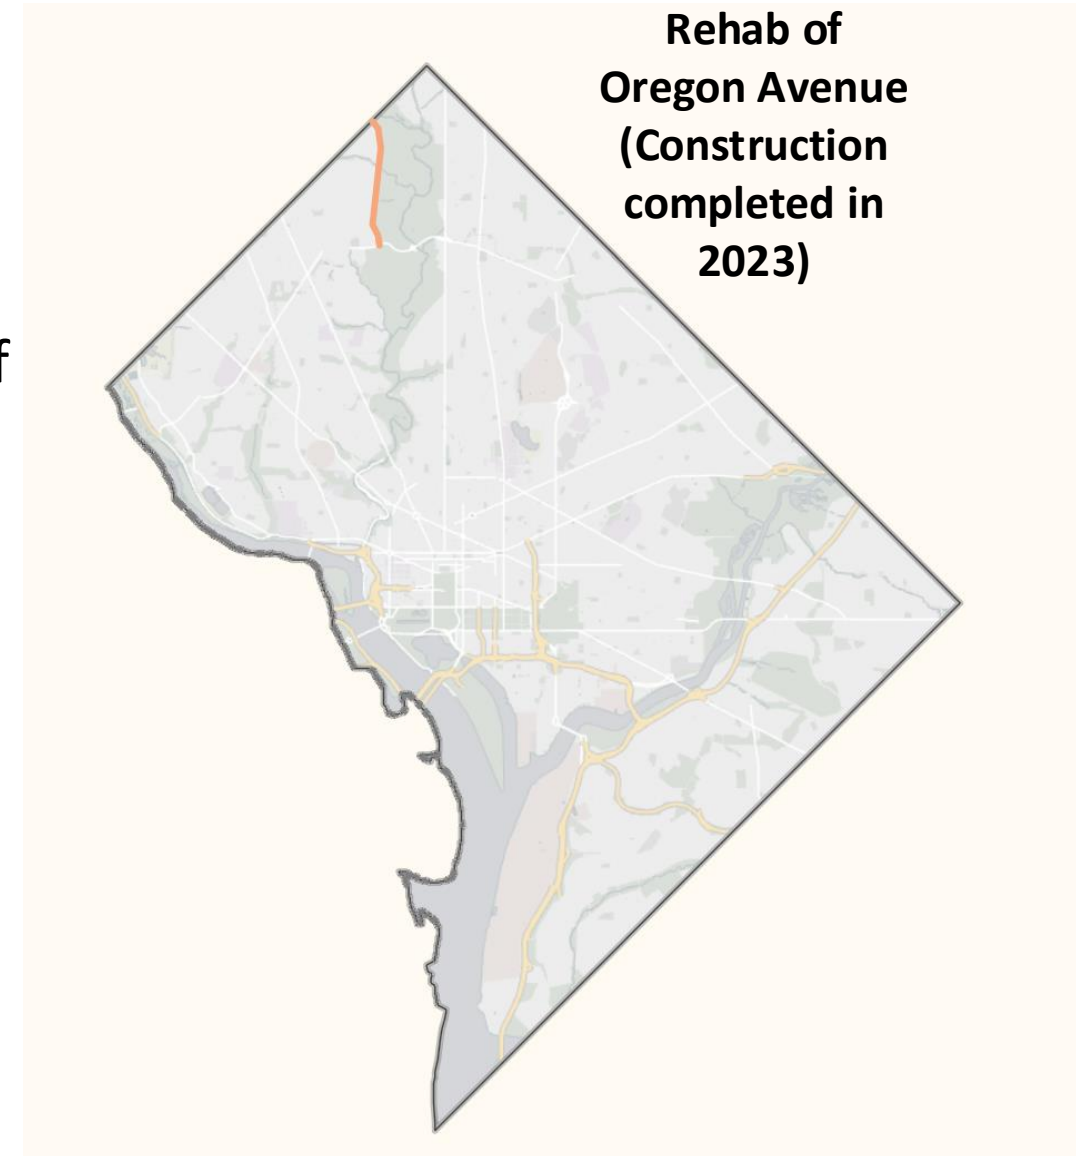 Rehab of
Oregon Avenue
(Construction
completed in
2023)
f